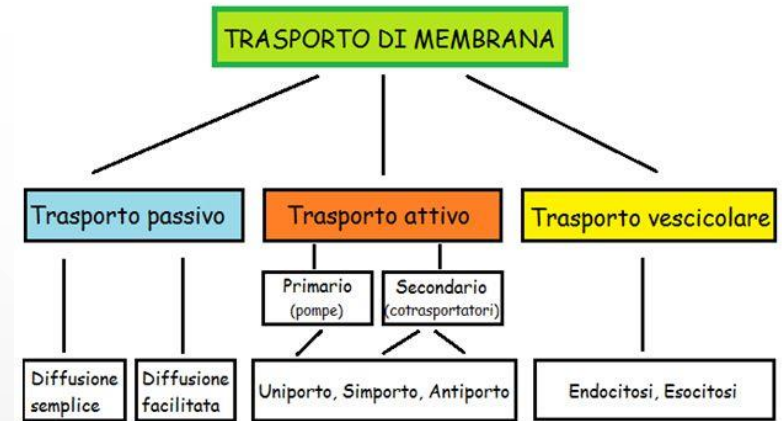 TRASPORTO DI MEMBRANA
Trasporto passivo
Trasporto attivo
Trasporto vescicolare
Primario
(pompe)
Secondario
(cotrasportatori)
Diffusione
semplice
Diffusione
facilitata
Uniporto, Simporto, Antiporto
Endocitosi, Esocitosi